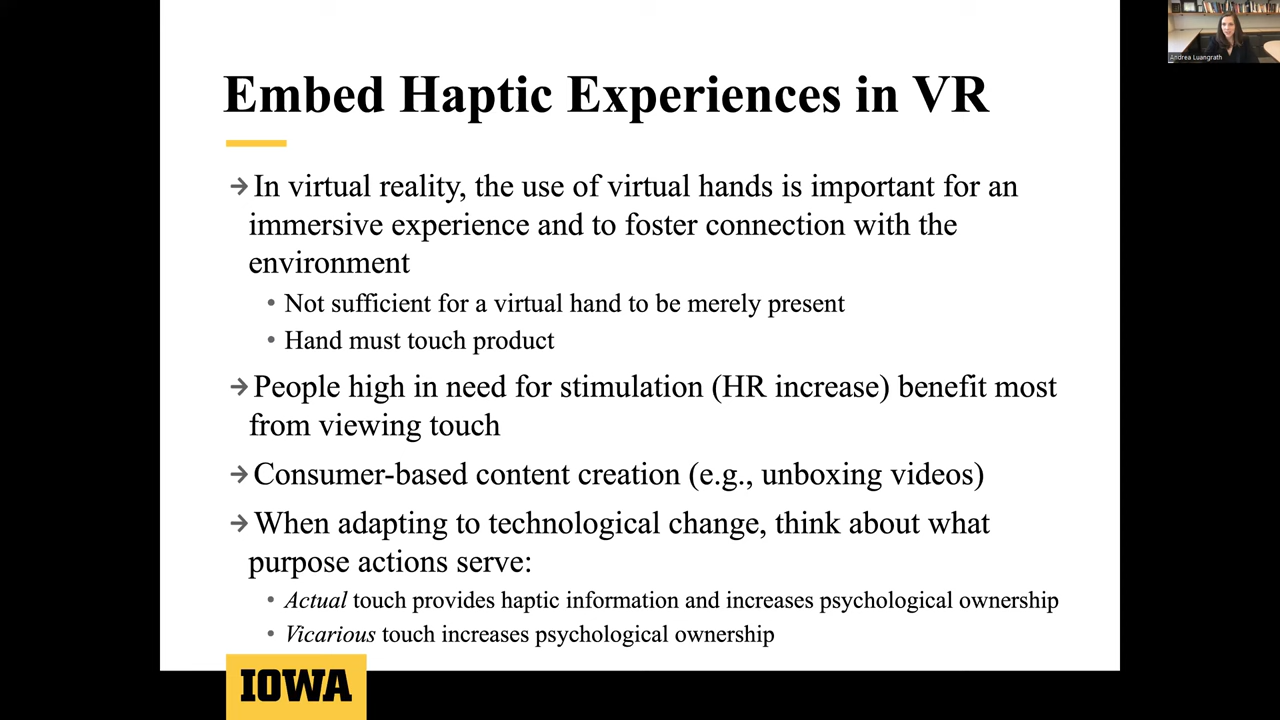 Andrea Luangrath
Embed Haptic Experiences in VR
→ In virtual reality, the use of virtual hands is important for an
immersive experience and to foster connection with the
environment
• Not sufficient for a virtual hand to be merely present
• Hand must touch product
→ People high in need for stimulation (HR increase) benefit most
from viewing touch
→ Consumer-based content creation (e.g., unboxing videos)
→ When adapting to technological change, think about what
purpose actions serve:
• Actual touch provides haptic information and increases psychological ownership
• Vicarious touch increases psychological ownership
IOWA